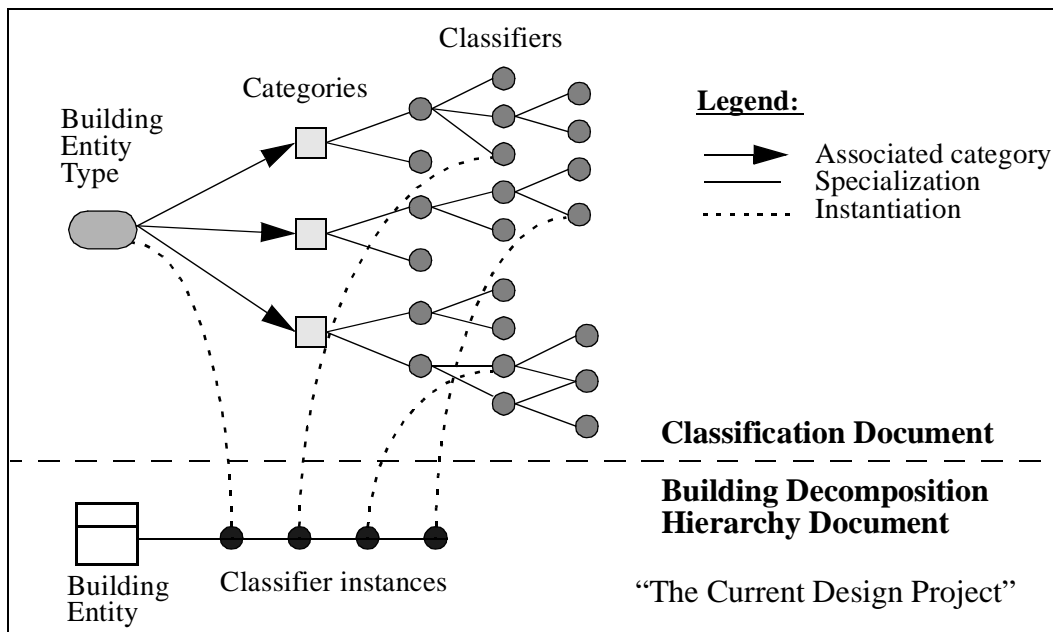 Classifiers
Categories
Building
Entity
Type
Legend:
Associated category
Specialization
Instantiation
Classification Document
Building Decomposition
Hierarchy Document
Building
Entity
Classifier instances
“The Current Design Project”